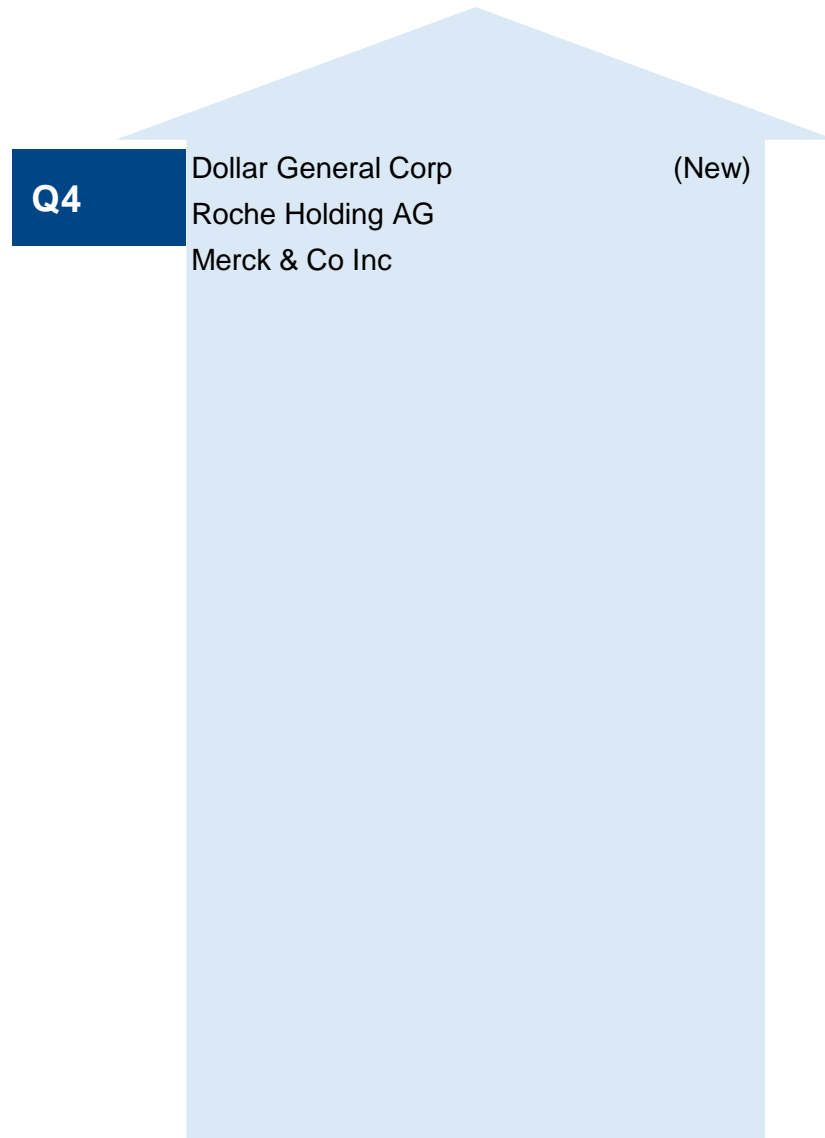 Q4
Dollar General Corp (New)
Roche Holding AG
Merck & Co Inc